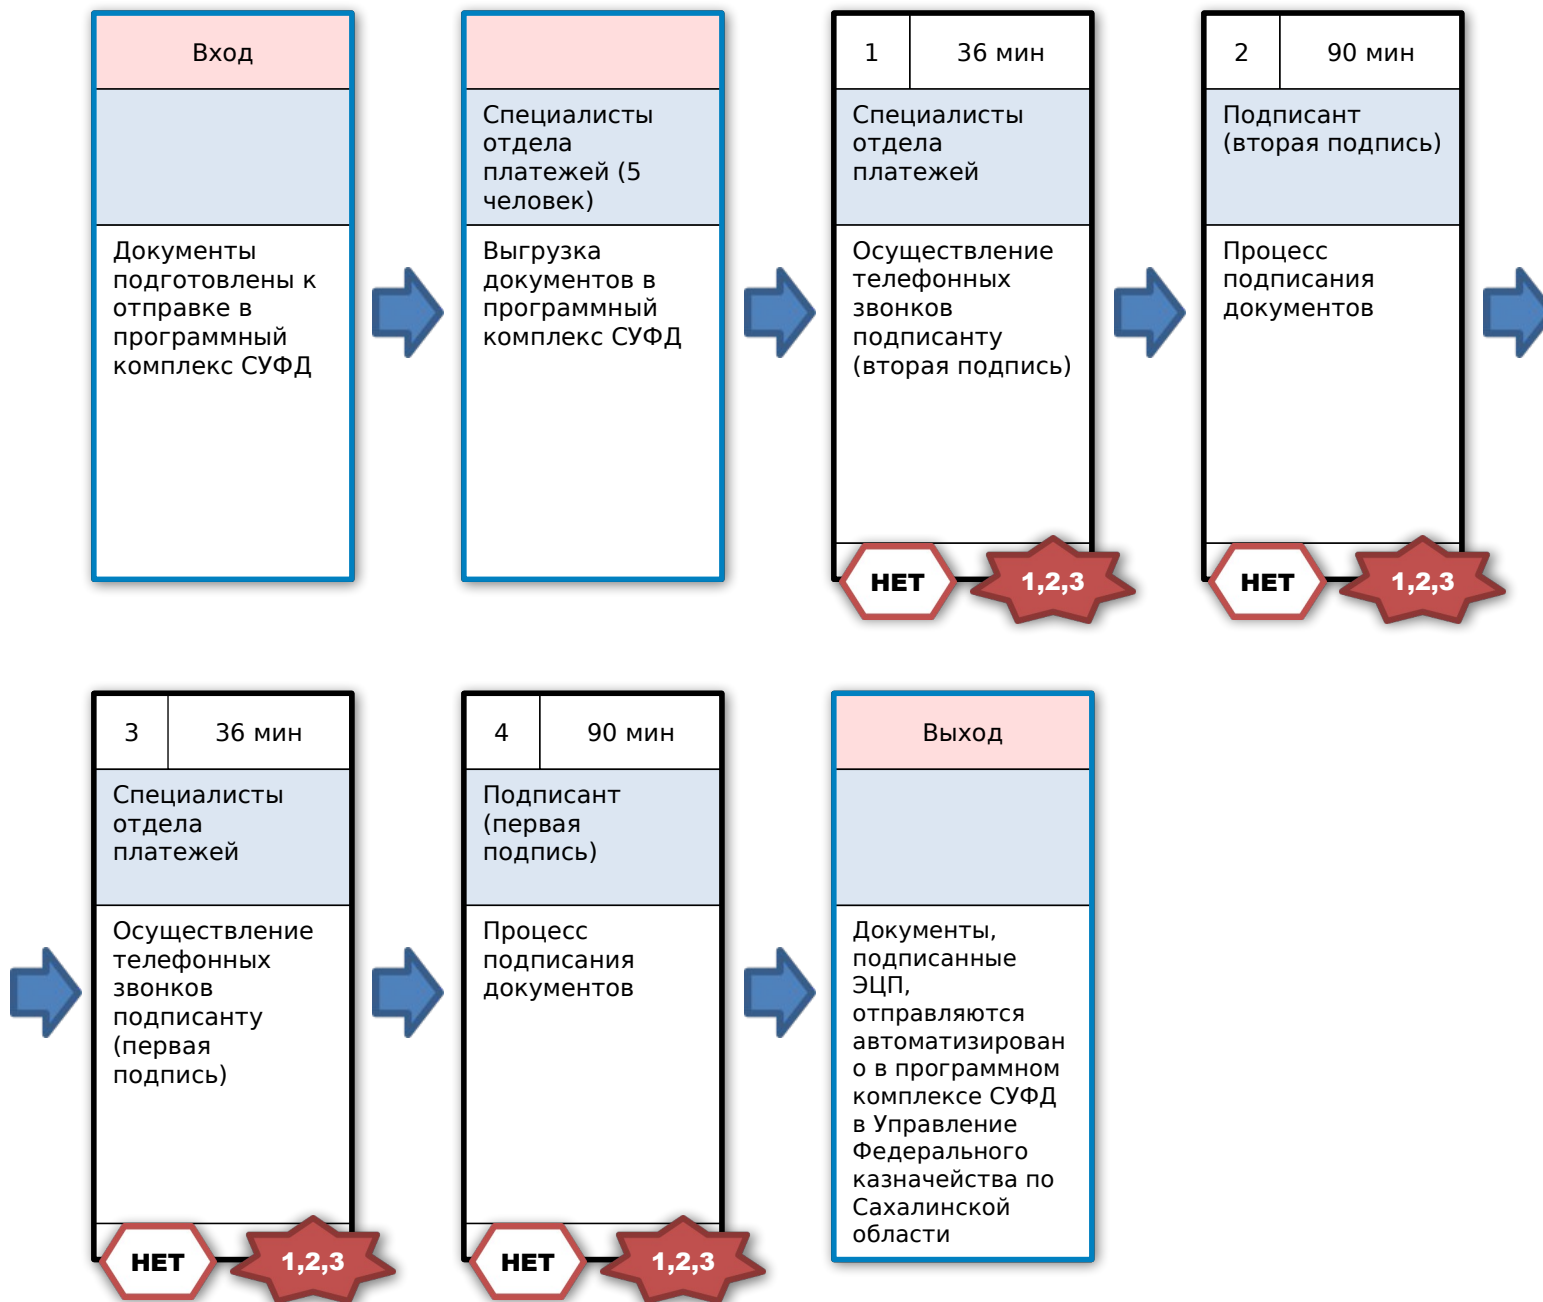 Вход
Документы
подготовлены к
отправке в
программный
комплекс СУФД
Специалисты
отдела
платежей (5
человек)
Выгрузка
документов в
программный
комплекс СУФД
1
36 мин
Специалисты
отдела
платежей
Осуществление
телефонных
звонков
подписанту
(вторая подпись)
НЕТ
1,2,3
2
90 мин
Подписант
(вторая подпись)
Процесс
подписания
документов
НЕТ
1,2,3
3
36 мин
Специалисты
отдела
платежей
Осуществление
телефонных
звонков
подписанту
(первая
подпись)
НЕТ
1,2,3
4
90 мин
Подписант
(первая
подпись)
Процесс
подписания
документов
НЕТ
1,2,3
Выход
Документы,
подписанные
ЭЦП,
отправляются
автоматизирован
о в программном
комплексе СУФД
в Управление
Федерального
казначейства по
Сахалинской
области